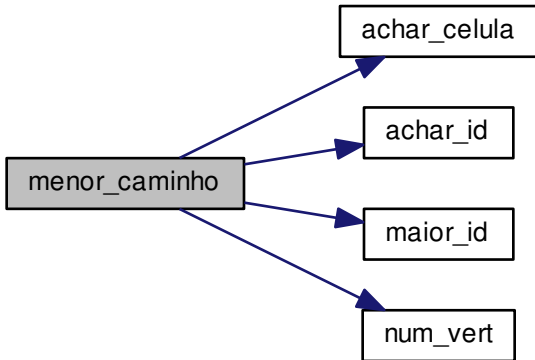 achar_celula
achar_id
menor_caminho
maior_id
num_vert